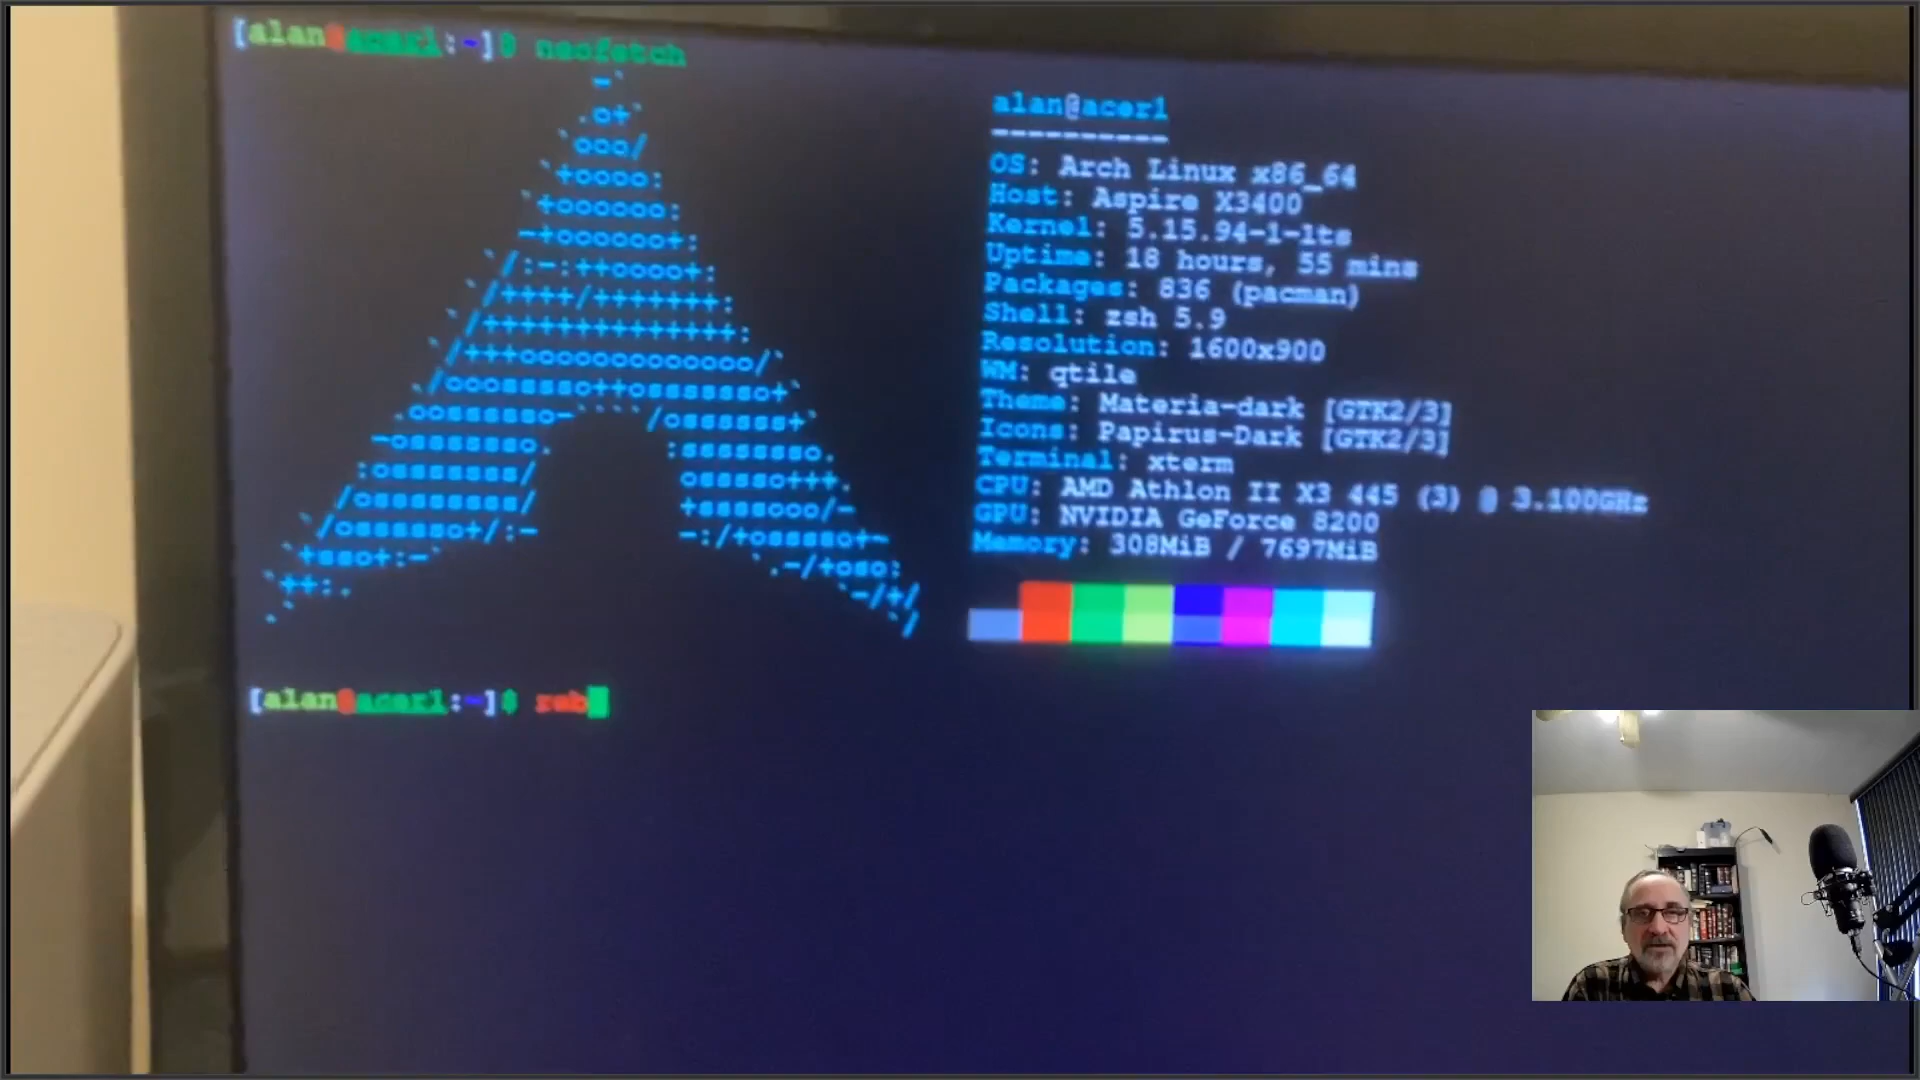 [alan@acer1:~]$ neofetch
alan@acer1
----------
OS: Arch Linux x86_64
Host: Aspire X3400
Kernel: 5.15.94-1-lts
Uptime: 18 hours, 55 mins
Packages: 836 (pacman)
Shell: zsh 5.9
Resolution: 1600x900
WM: qtile
Theme: Materia-dark [GTK2/3]
Icons: Papirus-Dark [GTK2/3]
Terminal: xterm
CPU: AMD Athlon II X3 445 (3) @ 3.100GHz
GPU: NVIDIA GeForce 8200
Memory: 308MiB / 7697MiB
[alan@acer1:~]$ reb